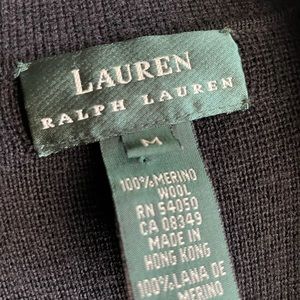 LAUREN
RALPH LAUREN
M
100% MERINO
WOOL
RN 54050
CA 08349
MADE IN
HONG KONG
100% LANA DE
MERINO